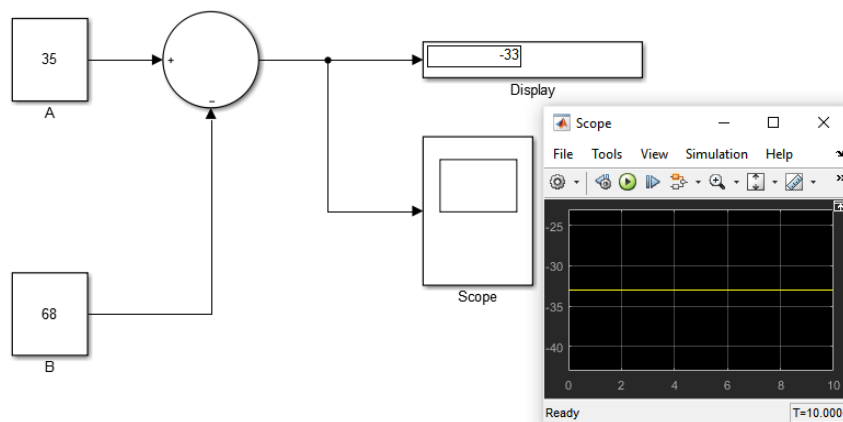 35
A
+
-
-33
Display
Scope
68
B
Scope
File Tools View Simulation Help
-25
-30
-35
-40
0 2 4 6 8 10
Ready T=10.000